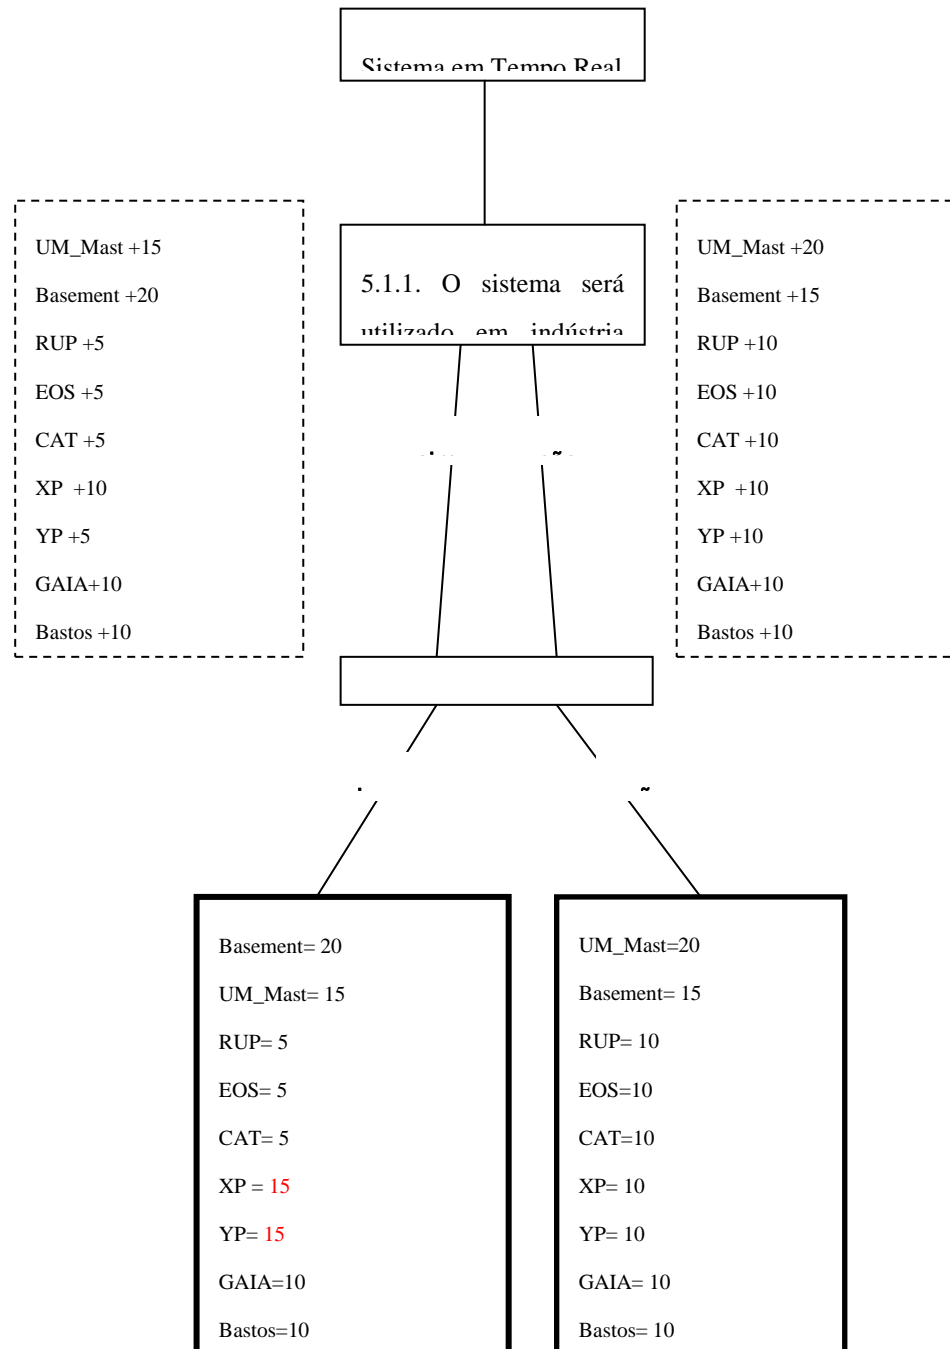 Sistema em Tempo Real
UM_Mast +15
Basement +20
RUP +5
EOS +5
CAT +5
XP +10
YP +5
GAIA+10
Bastos +10
5.1.1. O sistema será
utilizado em indústria
UM_Mast +20
Basement +15
RUP +10
EOS +10
CAT +10
XP +10
YP +10
GAIA+10
Bastos +10
Basement= 20
UM_Mast= 15
RUP= 5
EOS= 5
CAT= 5
XP = 15
YP= 15
GAIA=10
Bastos=10
UM_Mast=20
Basement= 15
RUP= 10
EOS=10
CAT=10
XP= 10
YP= 10
GAIA= 10
Bastos= 10